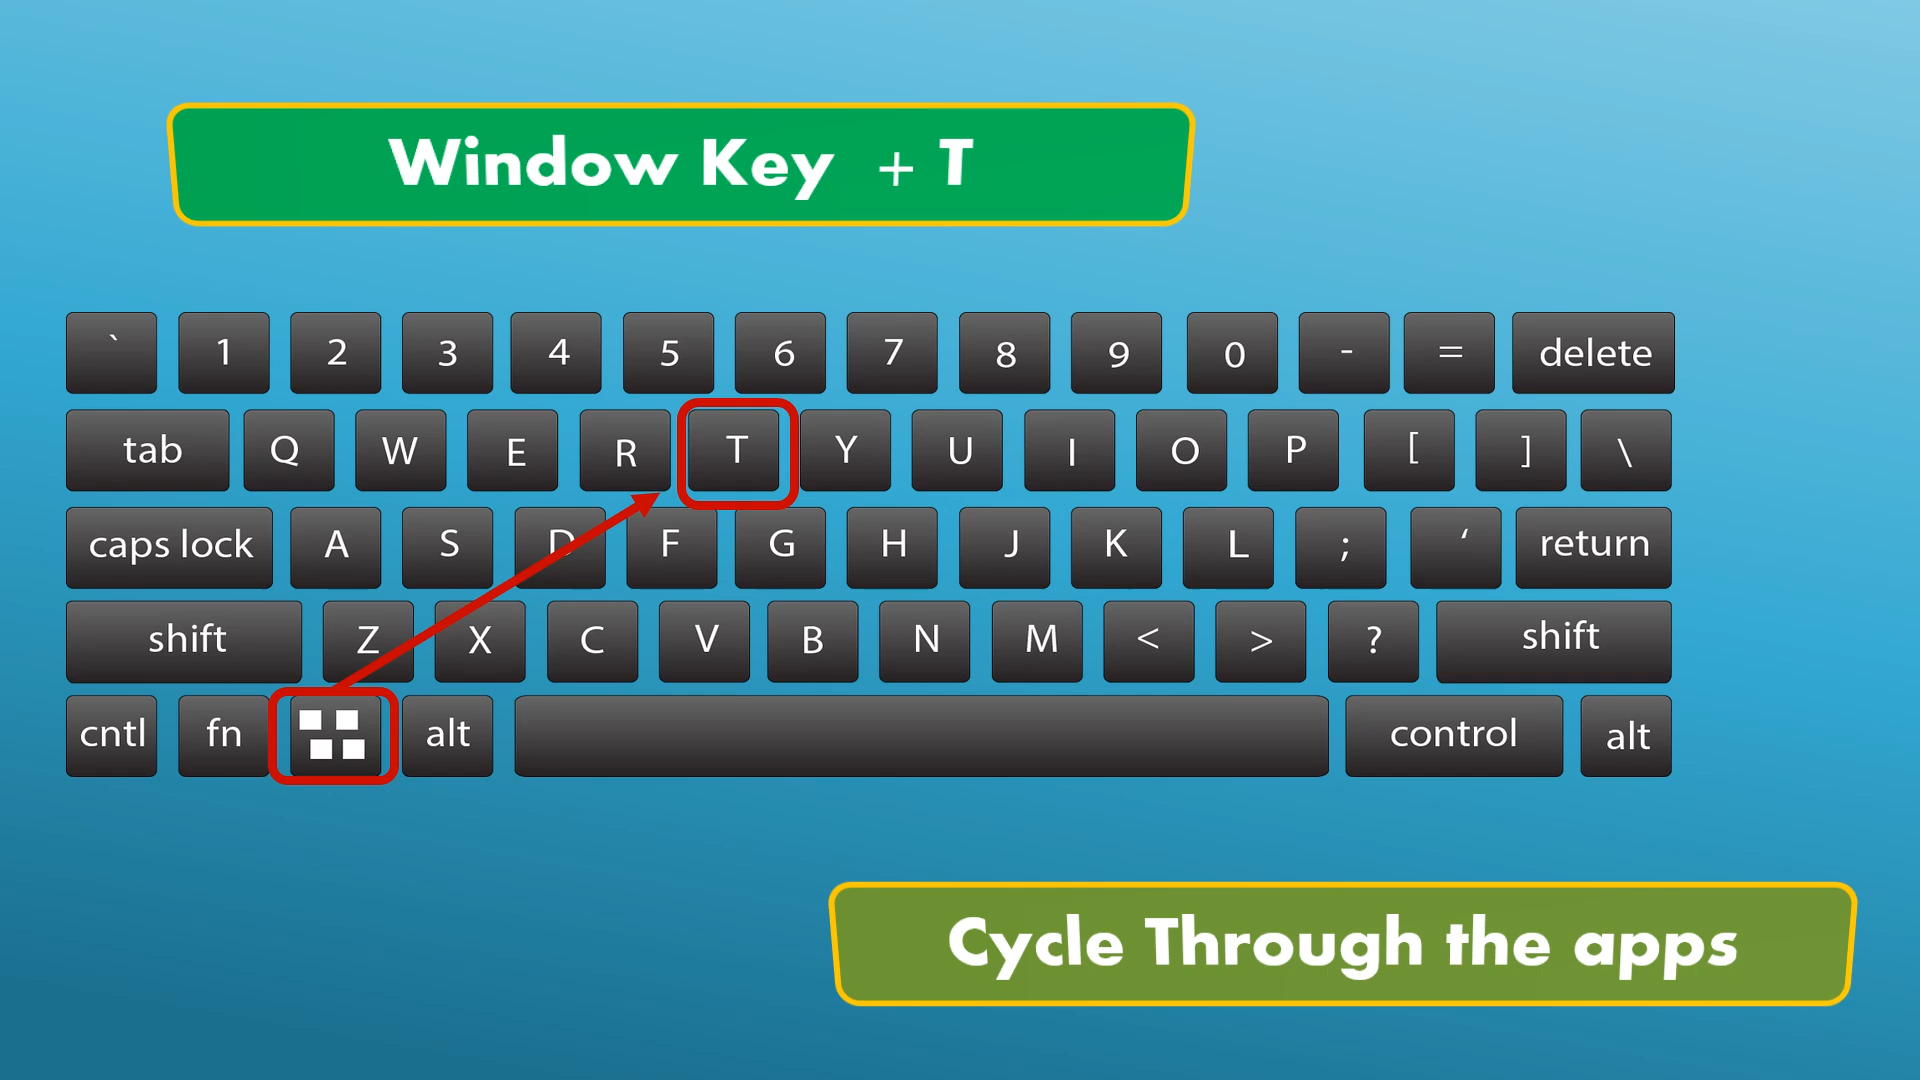 Window Key + T
` 1 2 3 4 5 6 7 8 9 0 - = delete
tab Q W E R T Y U I O P [ ] \
caps lock A S D F G H J K L ; ‘ return
shift Z X C V B N M < > ? shift
cntl fn alt control alt
Cycle Through the apps